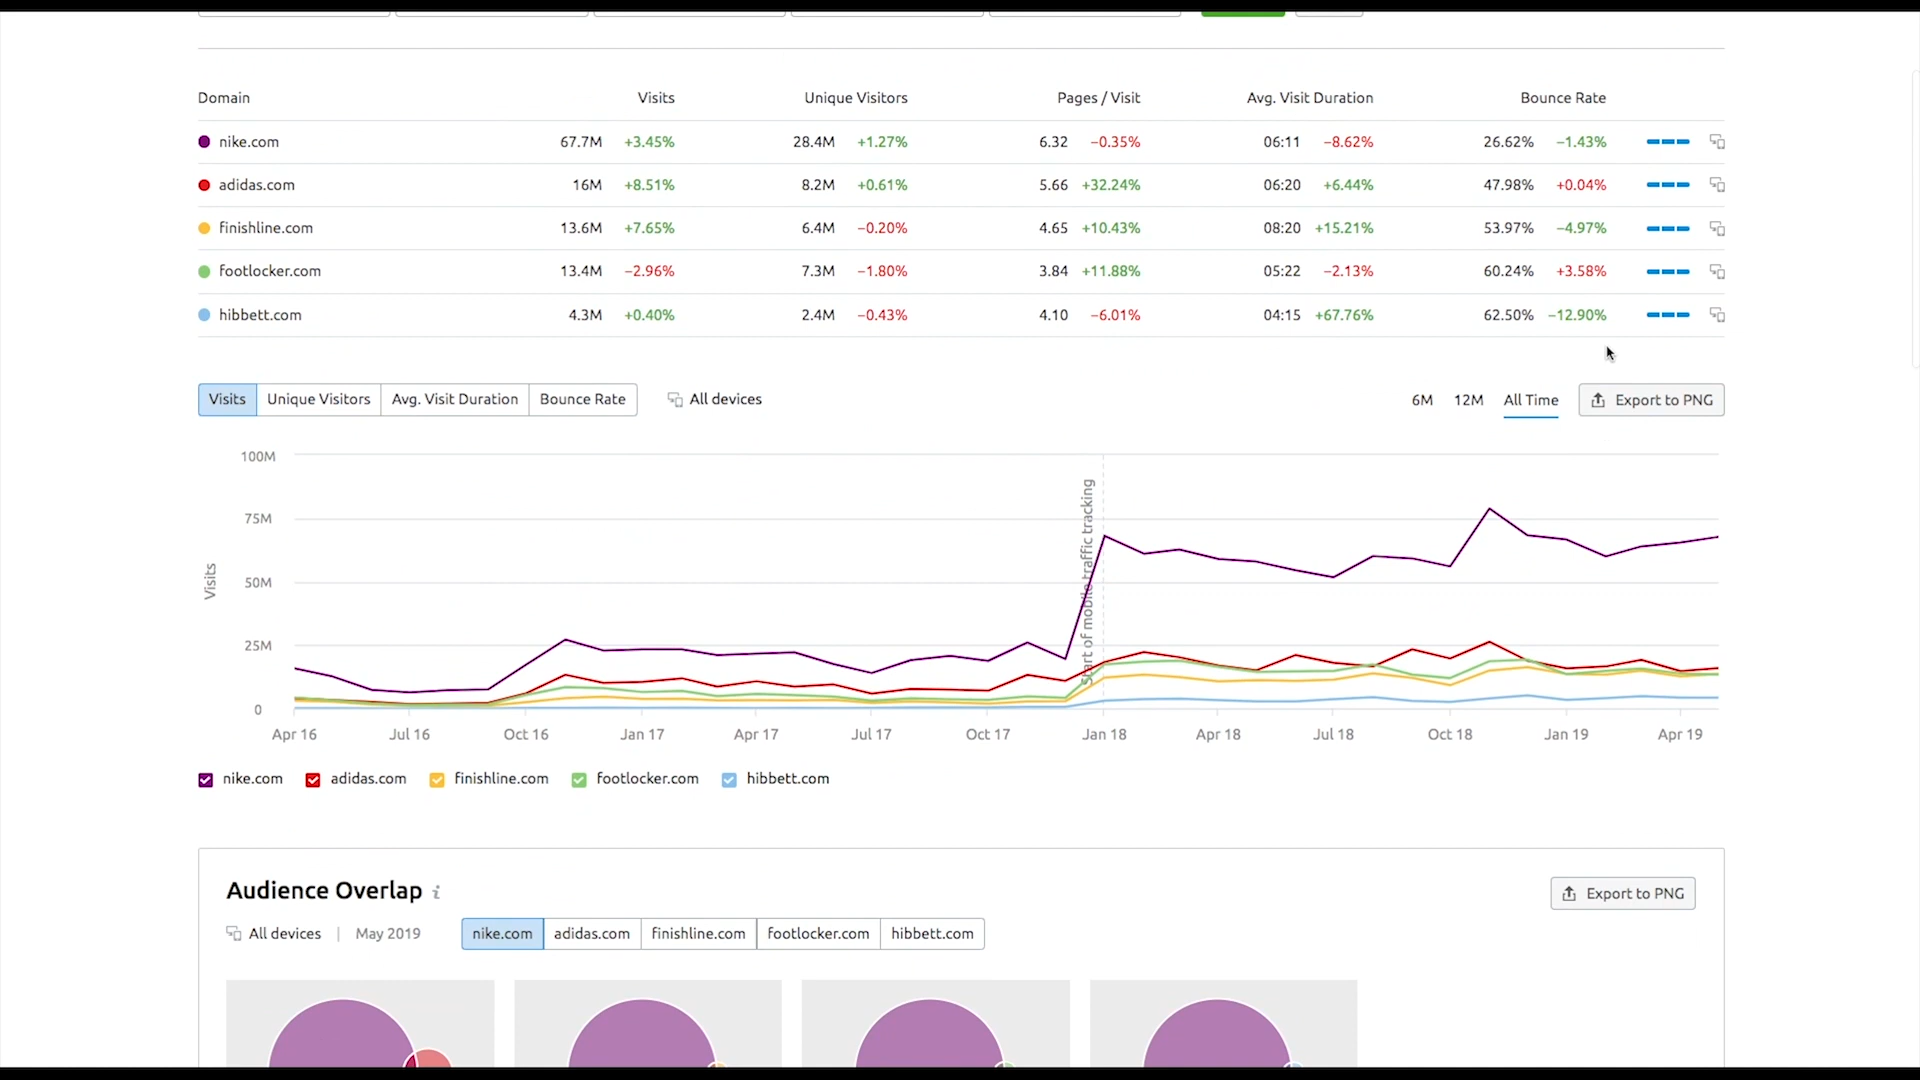 Domain Visits Unique Visitors Pages / Visit Avg. Visit Duration Bounce Rate
nike.com 67.7M +3.45% 28.4M +1.27% 6.32 −0.35% 06:11 −8.62% 26.62% −1.43%
adidas.com 16M +8.51% 8.2M +0.61% 5.66 +32.24% 06:20 +6.44% 47.98% +0.04%
finishline.com 13.6M +7.65% 6.4M −0.20% 4.65 +10.43% 08:20 +15.21% 53.97% −4.97%
footlocker.com 13.4M −2.96% 7.3M −1.80% 3.84 +11.88% 05:22 −2.13% 60.24% +3.58%
hibbett.com 4.3M +0.40% 2.4M −0.43% 4.10 −6.01% 04:15 +67.76% 62.50% −12.90%
Visits Unique Visitors Avg. Visit Duration Bounce Rate All devices 6M 12M All Time Export to PNG
100M
75M
50M
25M
0
Visits
Start of mobile traffic tracking
Apr 16 Jul 16 Oct 16 Jan 17 Apr 17 Jul 17 Oct 17 Jan 18 Apr 18 Jul 18 Oct 18 Jan 19 Apr 19
nike.com adidas.com finishline.com footlocker.com hibbett.com
Audience Overlap i Export to PNG
All devices | May 2019 nike.com adidas.com finishline.com footlocker.com hibbett.com